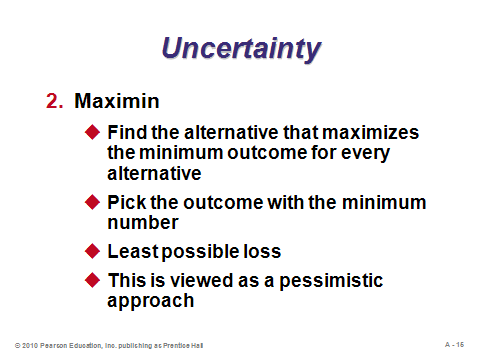 Uncertainty
2. Maximin
◆ Find the alternative that maximizes
the minimum outcome for every
alternative
◆ Pick the outcome with the minimum
number
◆ Least possible loss
◆ This is viewed as a pessimistic
approach
© 2010 Pearson Education, Inc. publishing as Prentice Hall
A - 15